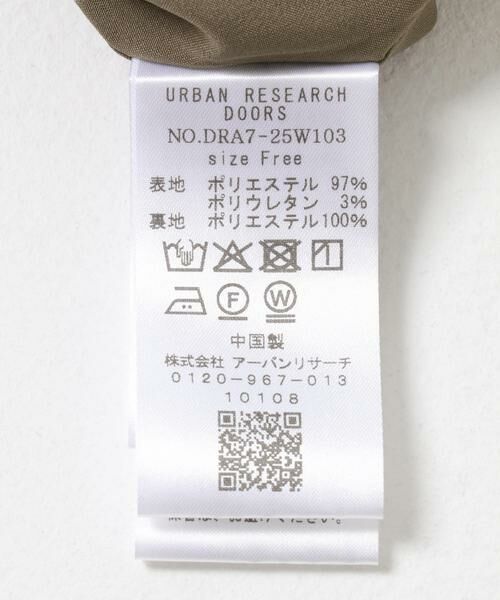 URBAN RESEARCH
DOORS
NO.DRA7-25W103
size Free
表地 ポリエステル 97%
ポリウレタン 3%
裏地 ポリエステル100%
F W
中国製
株式会社 アーバンリサーチ
0120-967-013
10108